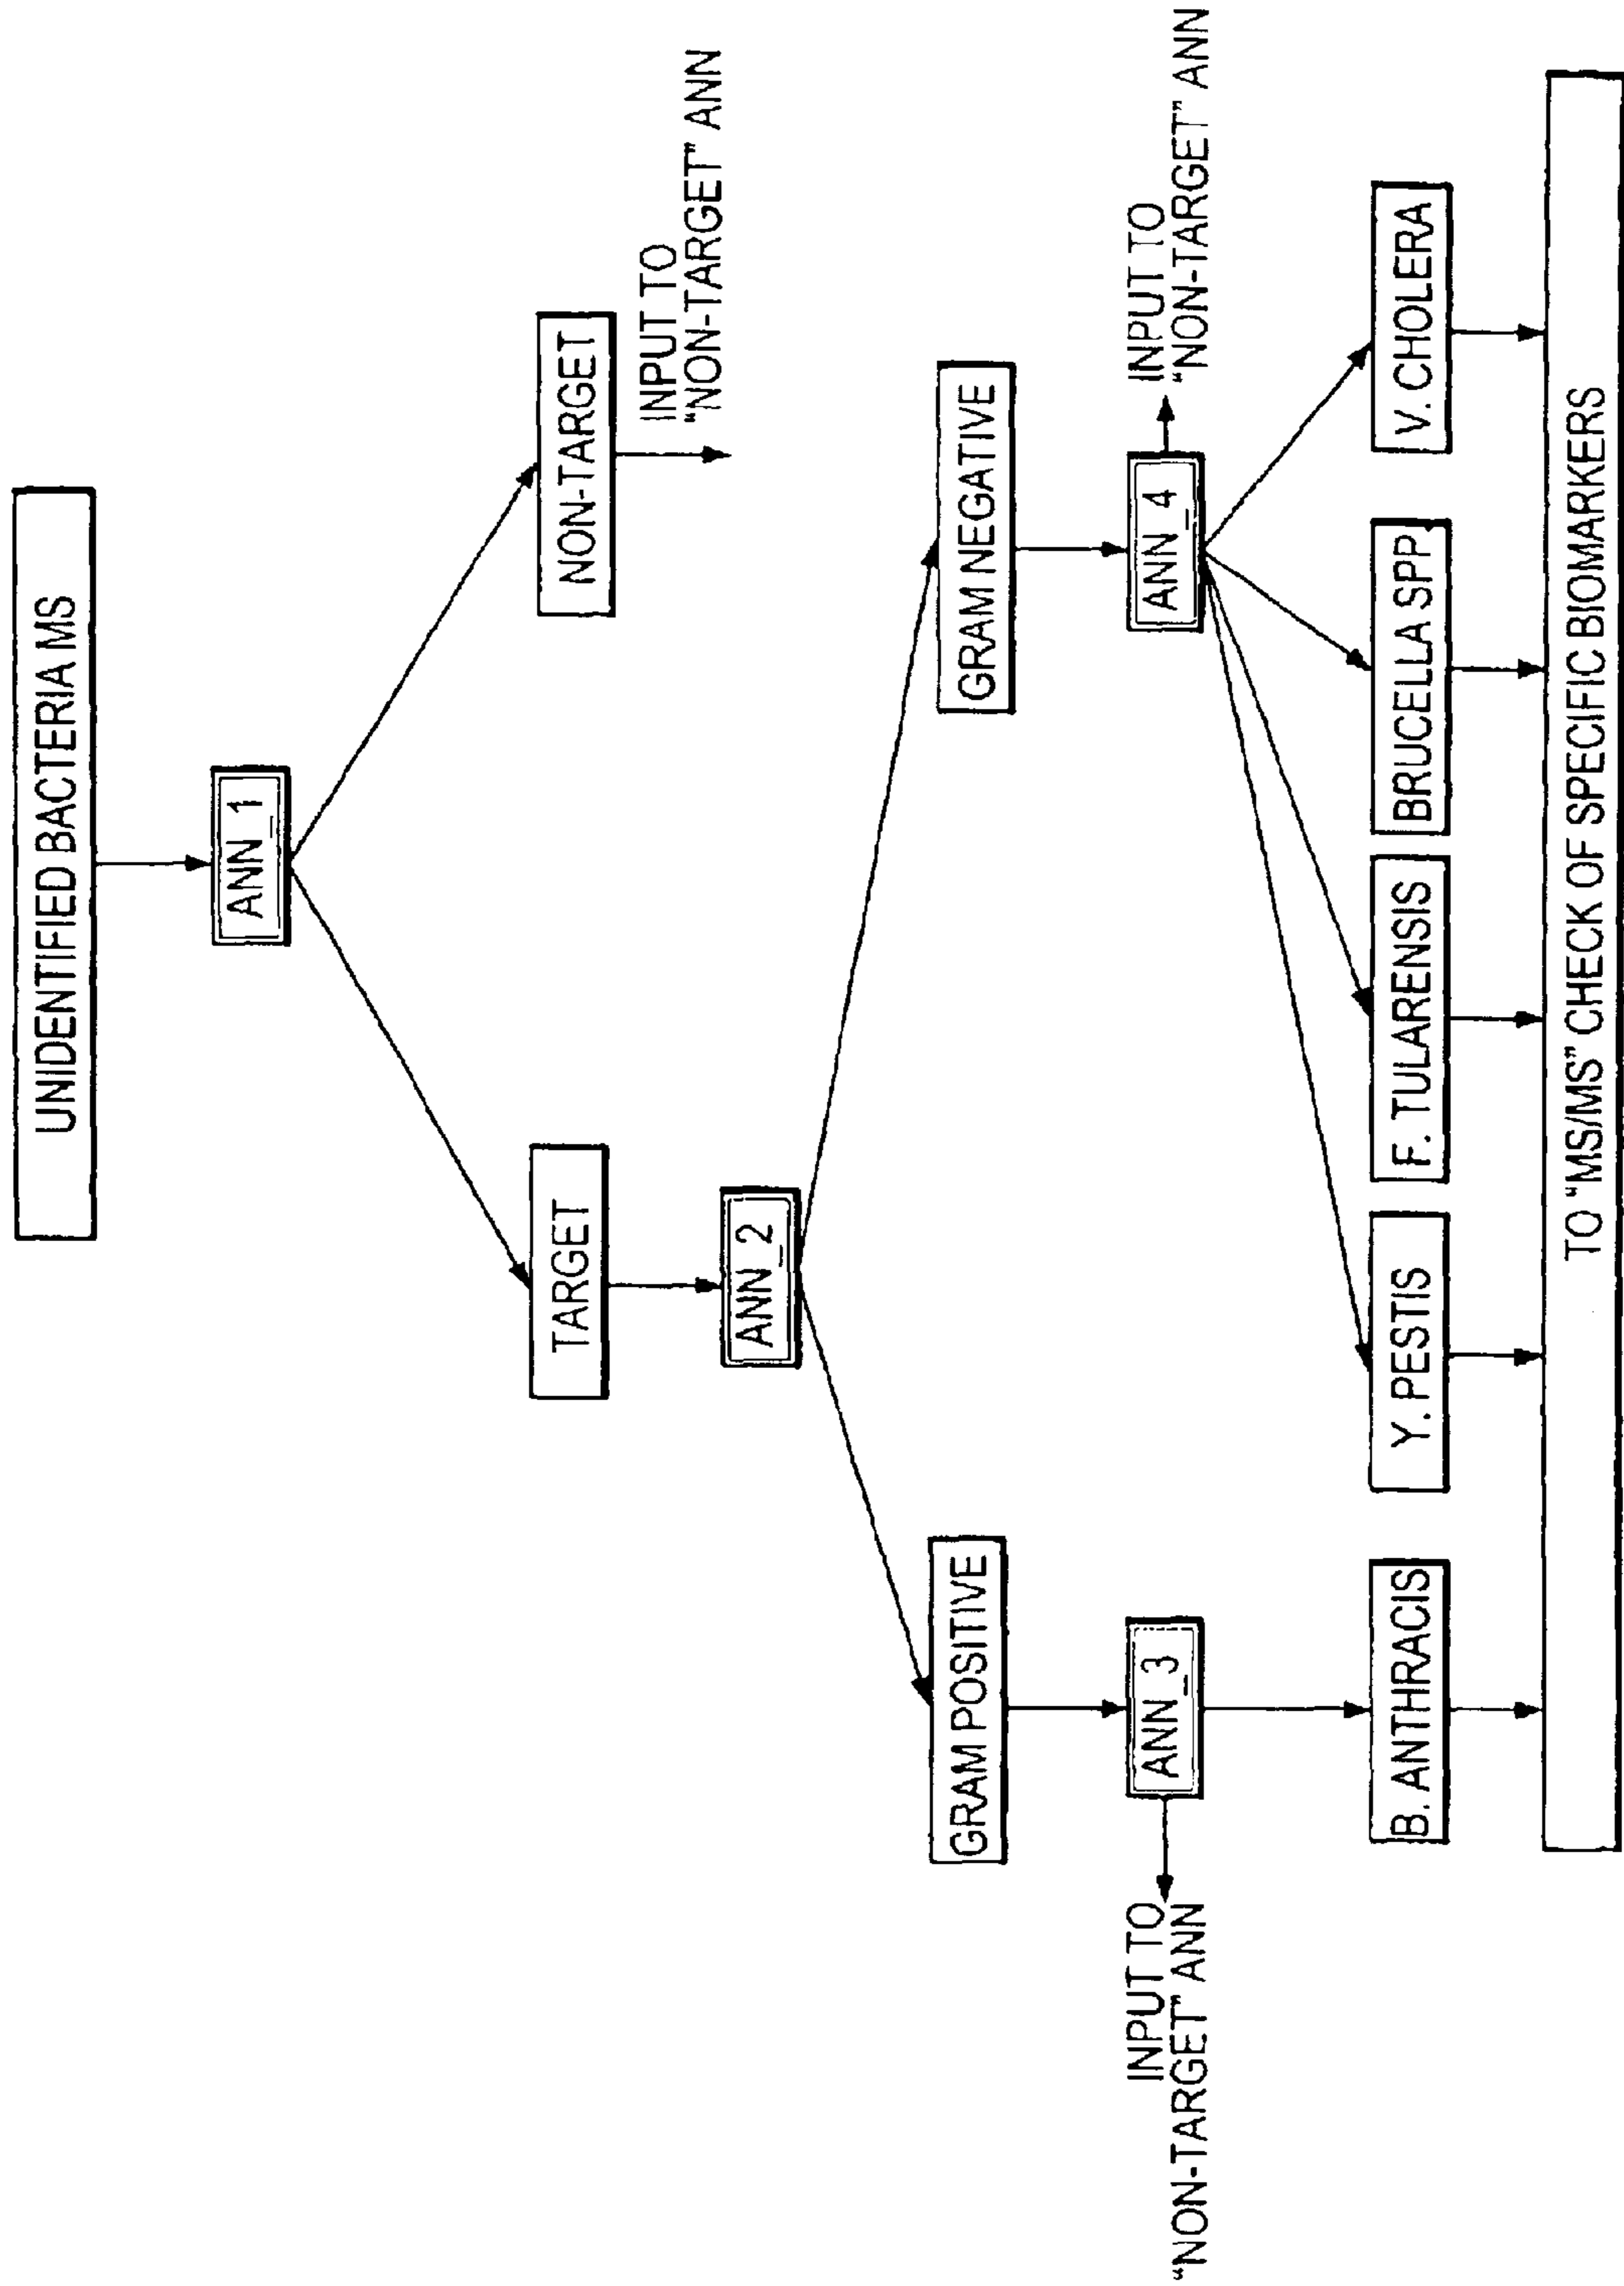 UNIDENTIFIED BACTERIA MS
ANN_1
TARGET
NON-TARGET
INPUT TO
"NON-TARGET" ANN
ANN_2
GRAM POSITIVE
GRAM NEGATIVE
INPUT TO
"NON-TARGET" ANN
ANN_3
ANN_4
INPUT TO
"NON-TARGET" ANN
B. ANTHRACIS
Y. PESTIS
F. TULARENSIS
BRUCELLA SPP.
V. CHOLERA
TO "MS/MS" CHECK OF SPECIFIC BIOMARKERS